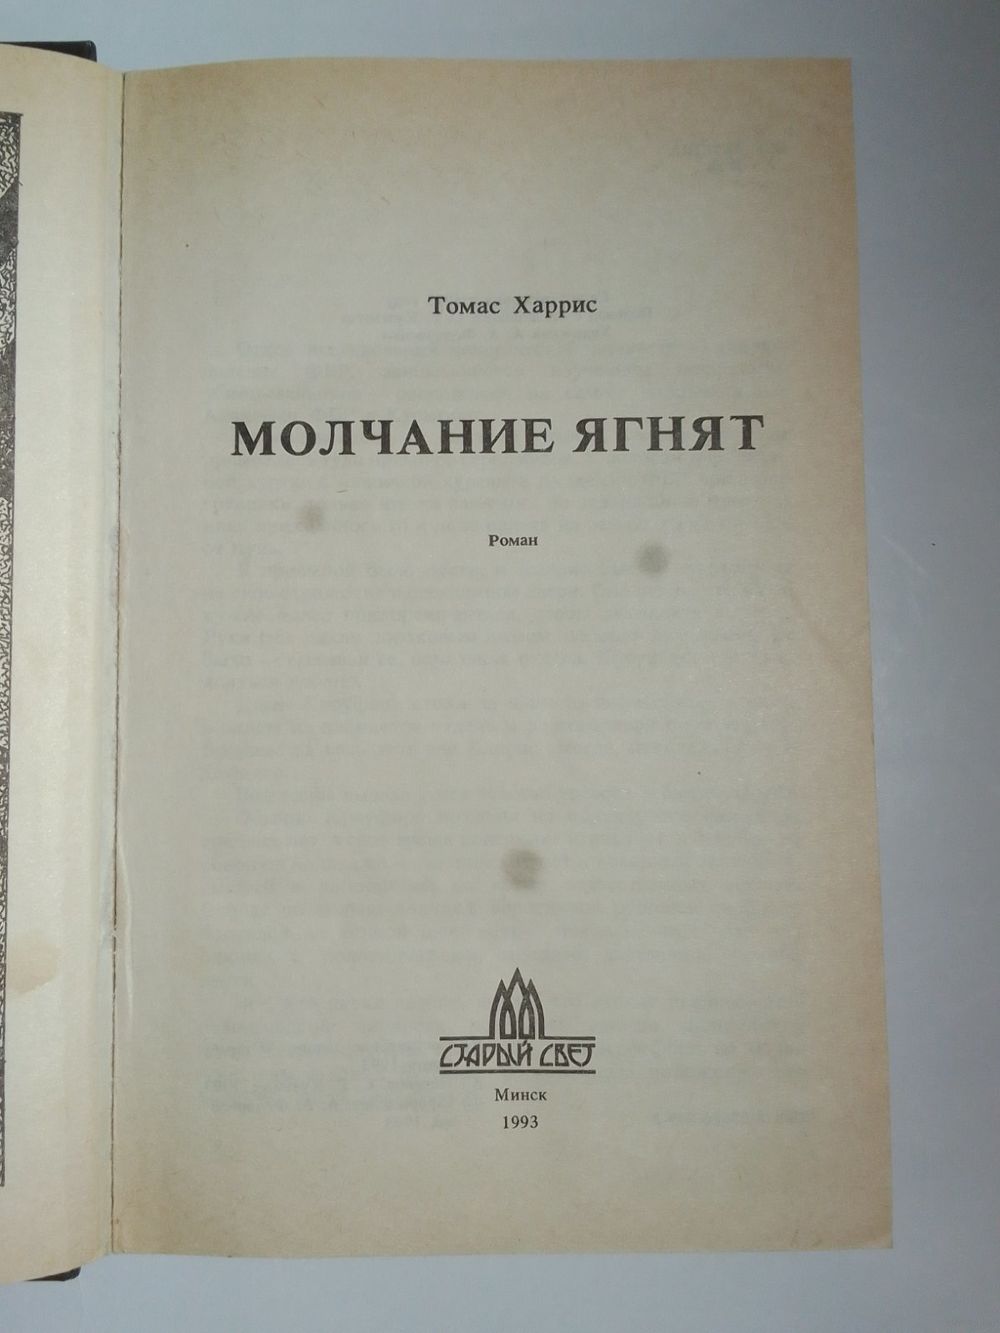 Томас Харрис
МОЛЧАНИЕ ЯГНЯТ
Роман
СТАРЫЙ СВЕТ
Минск
1993